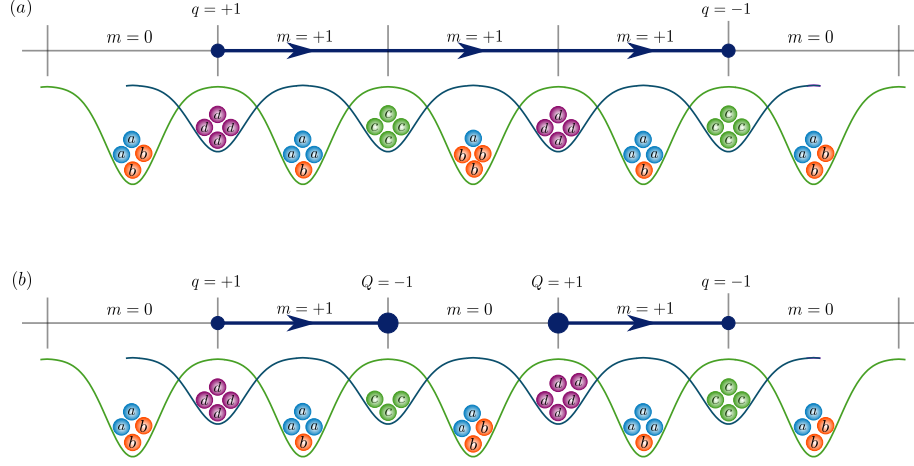 (a)
q = +1 q = −1
m = 0 m = +1 m = +1 m = +1 m = 0
d c d c
d d c c d d c c
a d a c a d a c a
a b a a b b a a a b
b b b b b
(b)
q = +1 Q = −1 Q = +1 q = −1
m = 0 m = +1 m = 0 m = +1 m = 0
d d d c
d d c c d d c c
a d a c a d a c a
a b a a a b a a a b
b b b b b